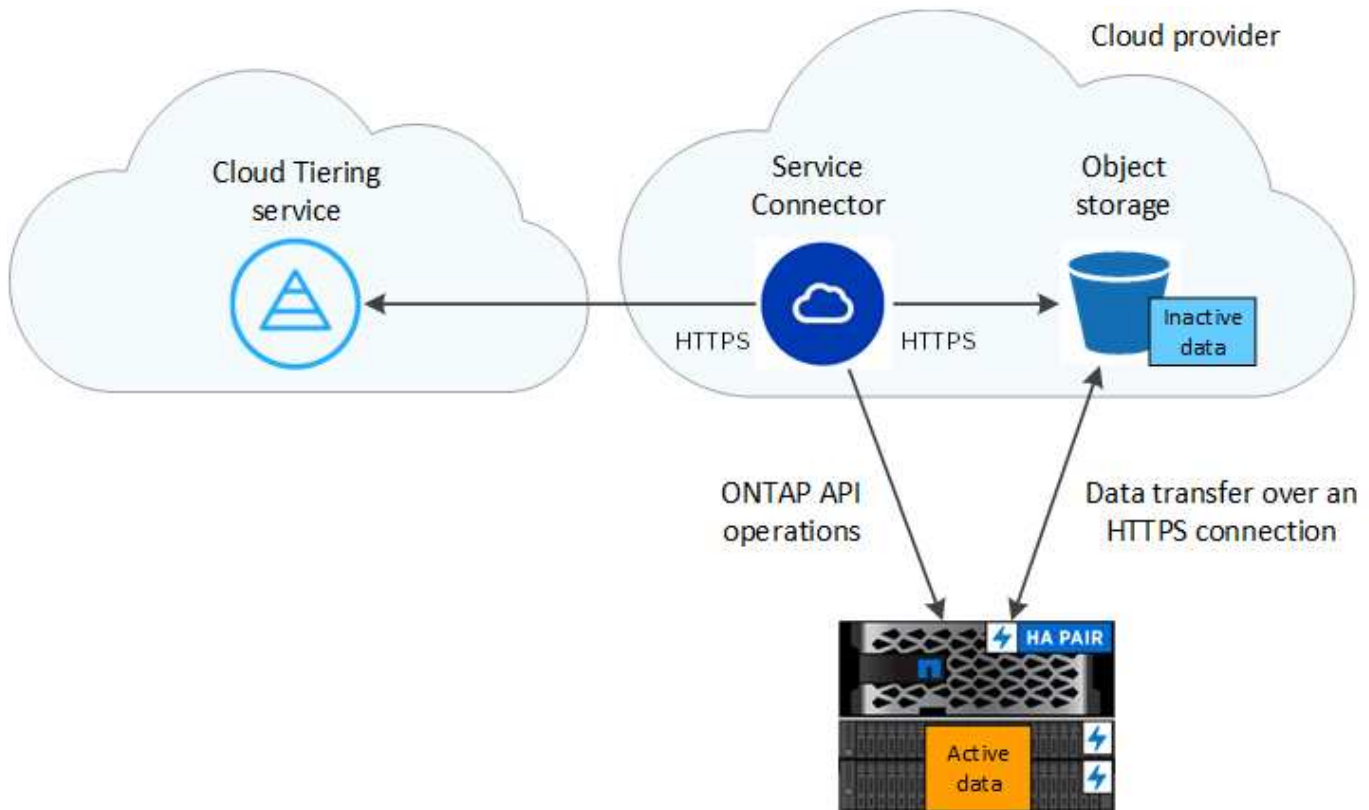 Cloud provider
Cloud Tiering
service
Service
Connector
Object
storage
HTTPS
HTTPS
Inactive
data
ONTAP API
operations
Data transfer over an
HTTPS connection
HA PAIR
Active
data